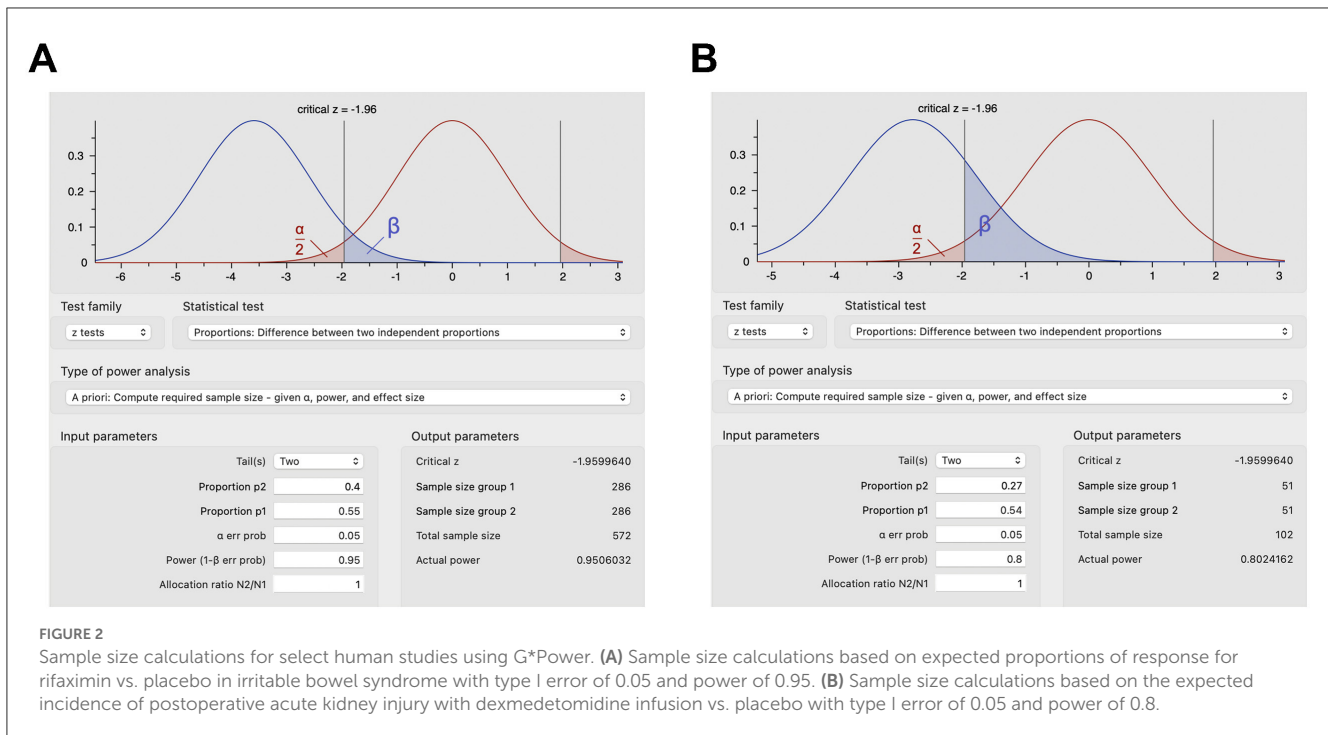 A
critical z = -1.96
0.3
0.2
0.1
0
α
2
β
-6 -5 -4 -3 -2 -1 0 1 2 3
Test family Statistical test
z tests Proportions: Difference between two independent proportions
Type of power analysis
A priori: Compute required sample size - given α, power, and effect size
Input parameters Output parameters
Tail(s) Two Critical z -1.9599640
Proportion p2 0.4 Sample size group 1 286
Proportion p1 0.55 Sample size group 2 286
α err prob 0.05 Total sample size 572
Power (1-β err prob) 0.95 Actual power 0.9506032
Allocation ratio N2/N1 1
B
critical z = -1.96
0.3
0.2
0.1
0
α
2
β
-5 -4 -3 -2 -1 0 1 2 3
Test family Statistical test
z tests Proportions: Difference between two independent proportions
Type of power analysis
A priori: Compute required sample size - given α, power, and effect size
Input parameters Output parameters
Tail(s) Two Critical z -1.9599640
Proportion p2 0.27 Sample size group 1 51
Proportion p1 0.54 Sample size group 2 51
α err prob 0.05 Total sample size 102
Power (1-β err prob) 0.8 Actual power 0.8024162
Allocation ratio N2/N1 1
FIGURE 2
Sample size calculations for select human studies using G*Power. (A) Sample size calculations based on expected proportions of response for
rifaximin vs. placebo in irritable bowel syndrome with type I error of 0.05 and power of 0.95. (B) Sample size calculations based on the expected
incidence of postoperative acute kidney injury with dexmedetomidine infusion vs. placebo with type I error of 0.05 and power of 0.8.